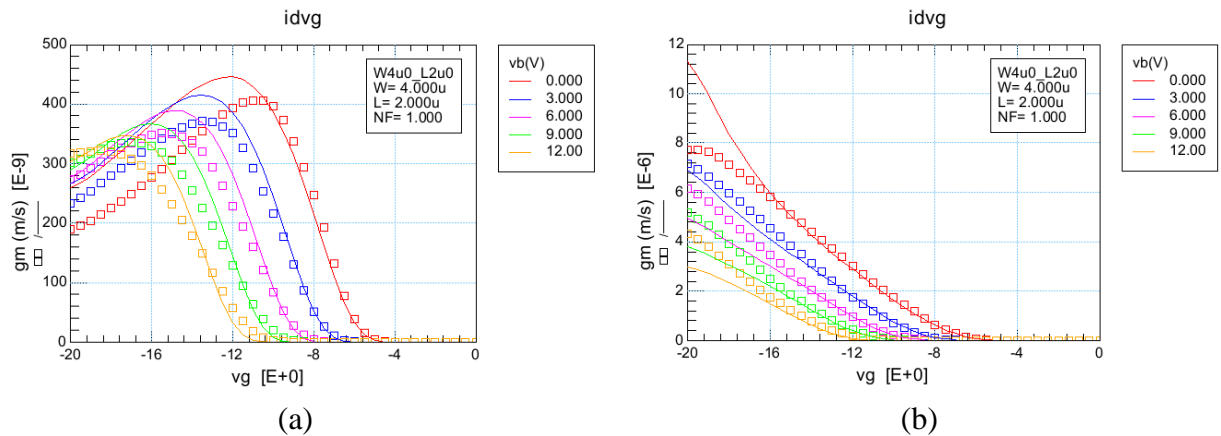 idvg
500
400
300
200
100
0
gm (m/s) [E-9]
□□ /
-20 -16 -12 -8 -4 0
vg [E+0]
W4u0_L2u0
W= 4.000u
L= 2.000u
NF= 1.000
vb(V)
0.000
3.000
6.000
9.000
12.00
(a)
idvg
12
10
8
6
4
2
0
gm (m/s) [E-6]
□□ /
-20 -16 -12 -8 -4 0
vg [E+0]
W4u0_L2u0
W= 4.000u
L= 2.000u
NF= 1.000
vb(V)
0.000
3.000
6.000
9.000
12.00
(b)